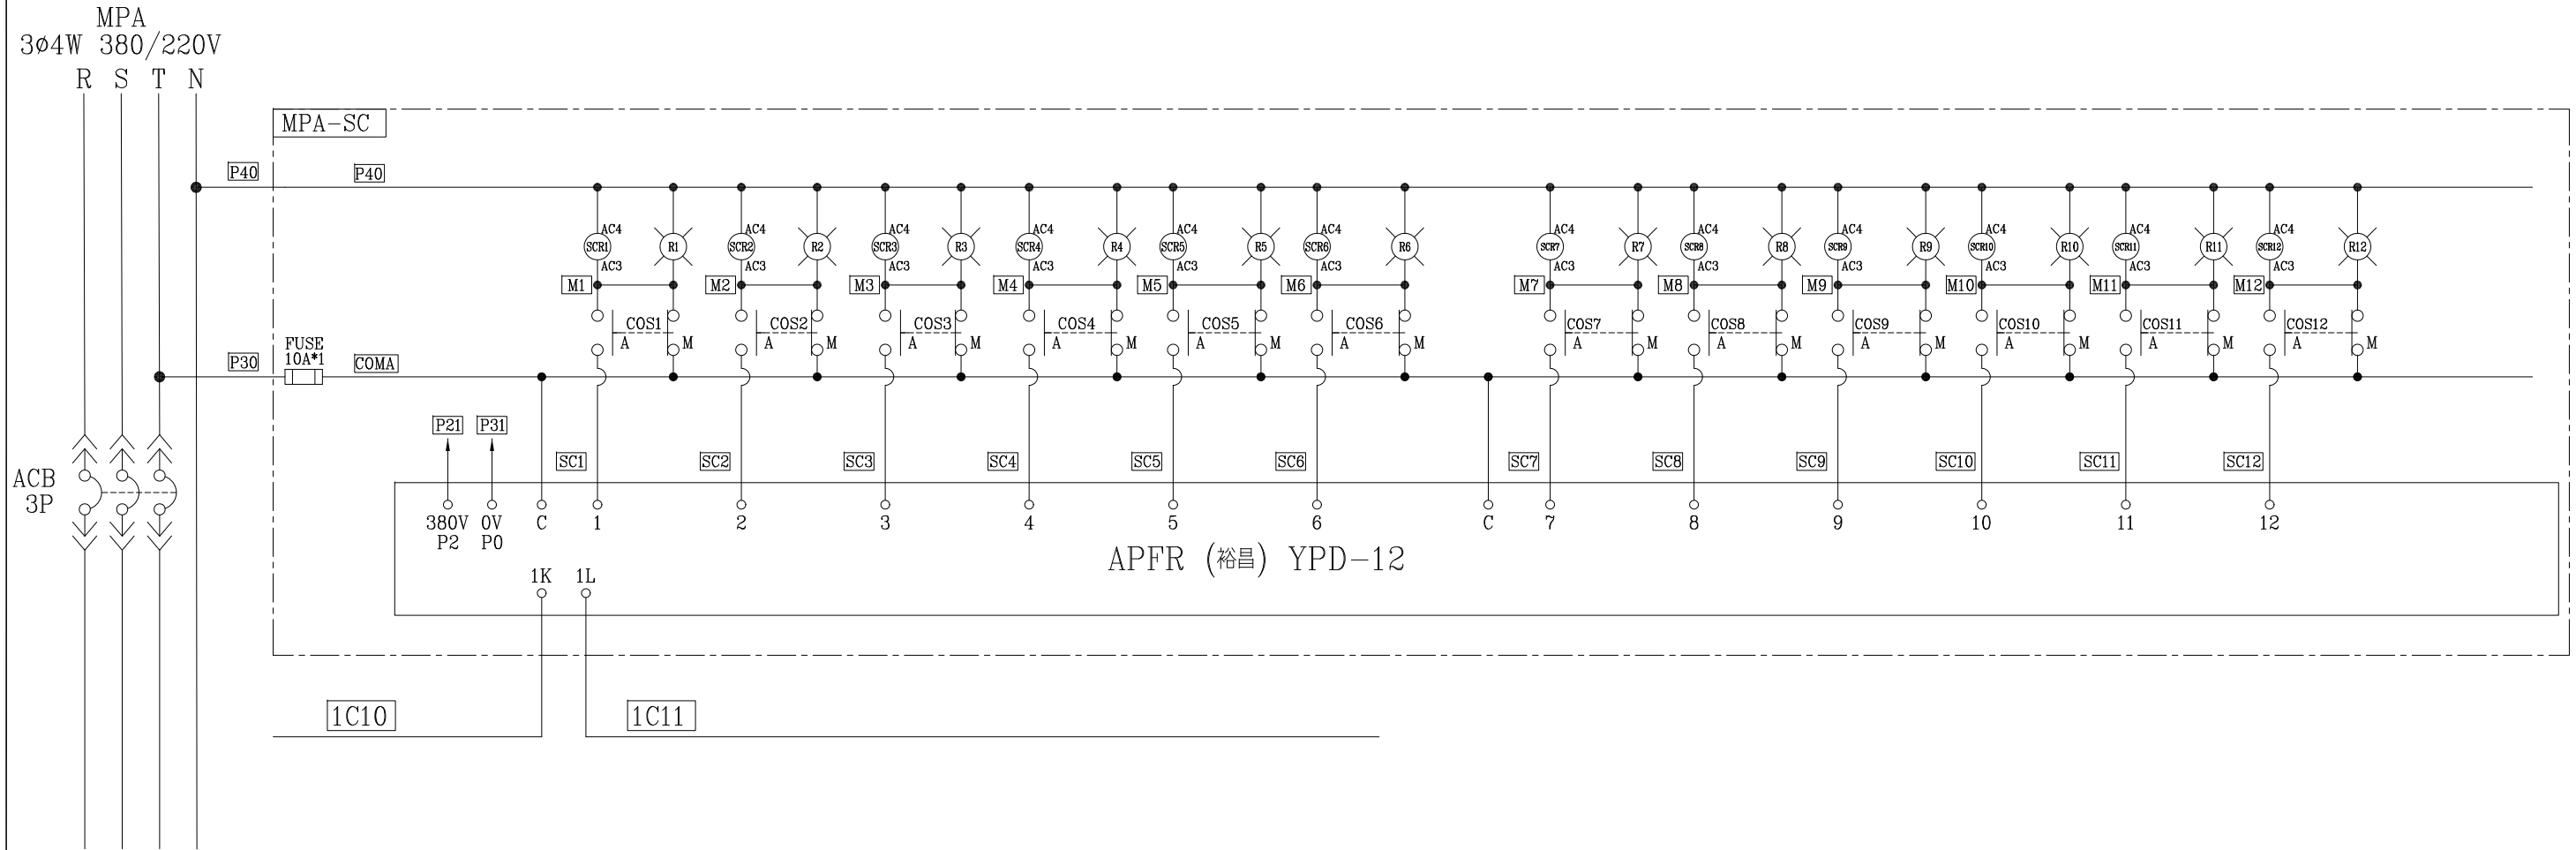 MPA
3ø4W 380/220V
R S T N
MPA-SC
P40 P40
AC4 AC4 AC4 AC4 AC4 AC4 AC4 AC4 AC4 AC4 AC4 AC4
SCR1 R1 SCR2 R2 SCR3 R3 SCR4 R4 SCR5 R5 SCR6 R6 SCR7 R7 SCR8 R8 SCR9 R9 SCR10 R10 SCR11 R11 SCR12 R12
AC3 AC3 AC3 AC3 AC3 AC3 AC3 AC3 AC3 AC3 AC3 AC3
M1 M2 M3 M4 M5 M6 M7 M8 M9 M10 M11 M12
COS1 COS2 COS3 COS4 COS5 COS6 COS7 COS8 COS9 COS10 COS11 COS12
A M A M A M A M A M A M A M A M A M A M A M A M
FUSE
10A*1
P30 COMA
P21 P31
SC1 SC2 SC3 SC4 SC5 SC6 SC7 SC8 SC9 SC10 SC11 SC12
ACB
3P
380V 0V C 1 2 3 4 5 6 C 7 8 9 10 11 12
P2 P0
APFR (裕昌) YPD-12
1K 1L
1C10 1C11